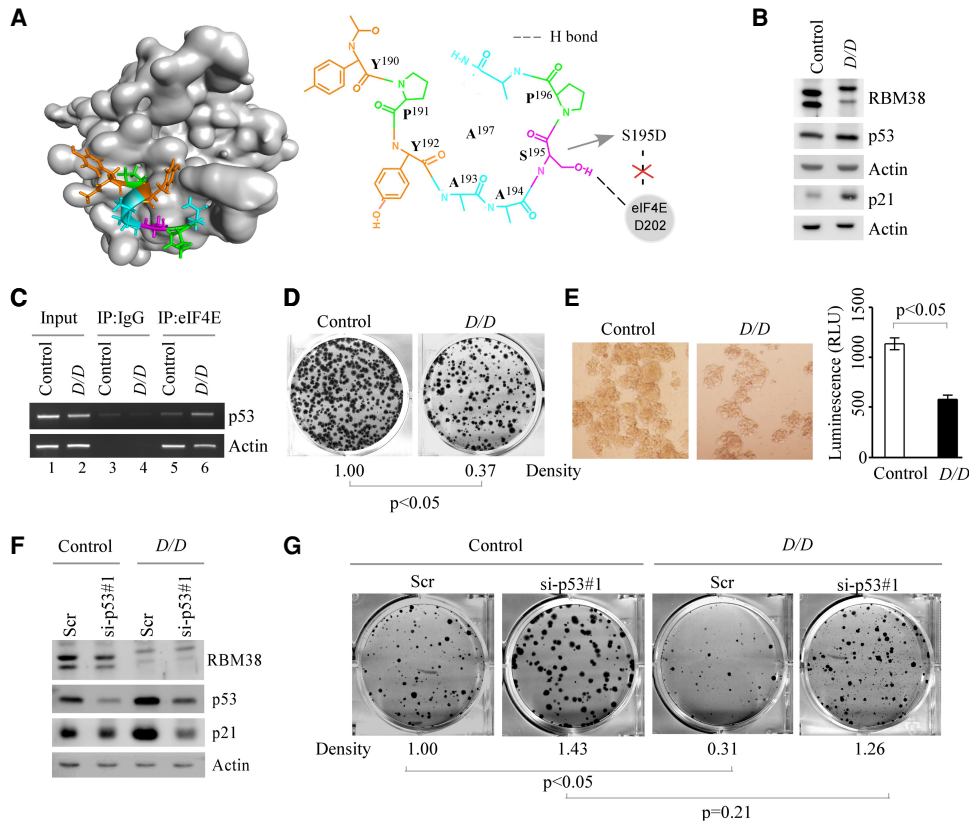 A
H bond
Y190
P191
Y192
A193
A194
S195
P196
A197
O
N
O
N
O
N
O
N
O
N
O
N
O
N
O
N
H2N
O-H
O
H
S195D
eIF4E
D202
B
Control
D/D
RBM38
p53
Actin
p21
Actin
C
Input IP:IgG IP:eIF4E
Control D/D Control D/D Control D/D
p53
Actin
1 2 3 4 5 6
D
Control D/D
1.00 0.37 Density
p<0.05
E
Control D/D
Luminescence (RLU)
1500
1000
500
0
p<0.05
Control D/D
F
Control D/D
Scr si-p53#1 Scr si-p53#1
RBM38
p53
p21
Actin
G
Control D/D
Scr si-p53#1 Scr si-p53#1
Density 1.00 1.43 0.31 1.26
p<0.05
p=0.21